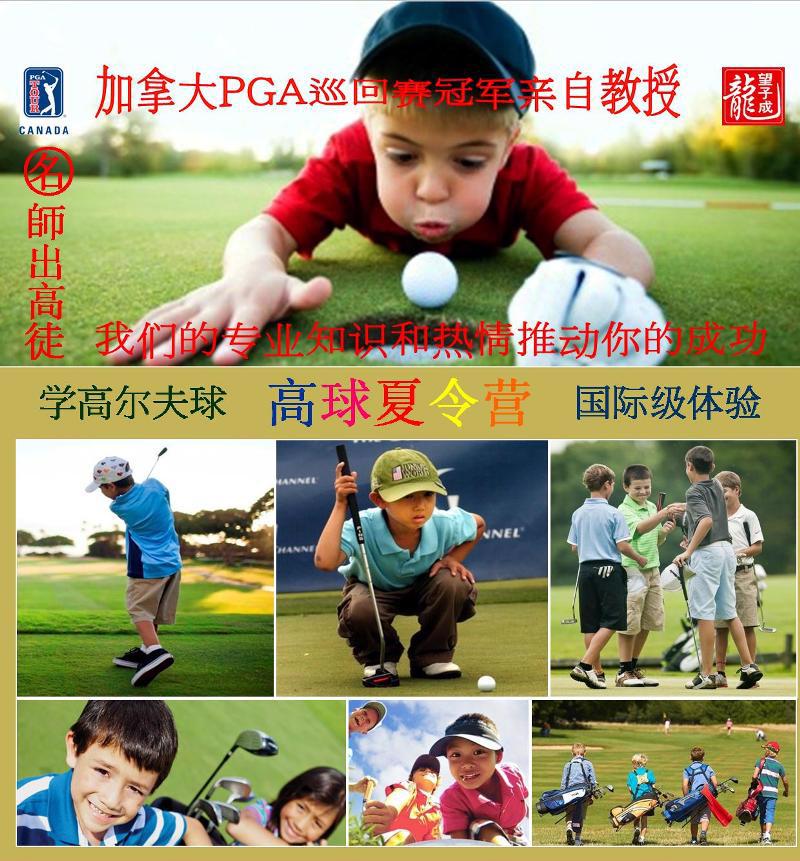 PGA
TOUR
CANADA
加拿大PGA巡回赛冠军亲自教授
望子成
龍
名師出高徒
我们的专业知识和热情推动你的成功
学高尔夫球 高球夏令营 国际级体验
CHANNEL
CHANNEL
CHANNEL